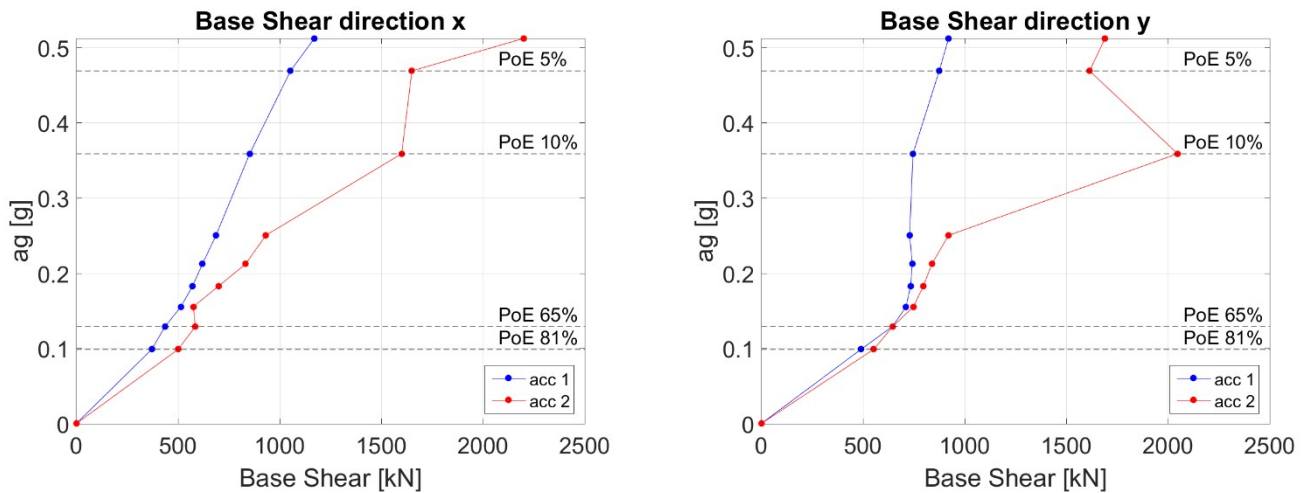 Base Shear direction x
0.5
0.4
0.3
0.2
0.1
0
ag [g]
PoE 5%
PoE 10%
PoE 65%
PoE 81%
acc 1
acc 2
0 500 1000 1500 2000 2500
Base Shear [kN]
Base Shear direction y
0.5
0.4
0.3
0.2
0.1
0
ag [g]
PoE 5%
PoE 10%
PoE 65%
PoE 81%
acc 1
acc 2
0 500 1000 1500 2000 2500
Base Shear [kN]